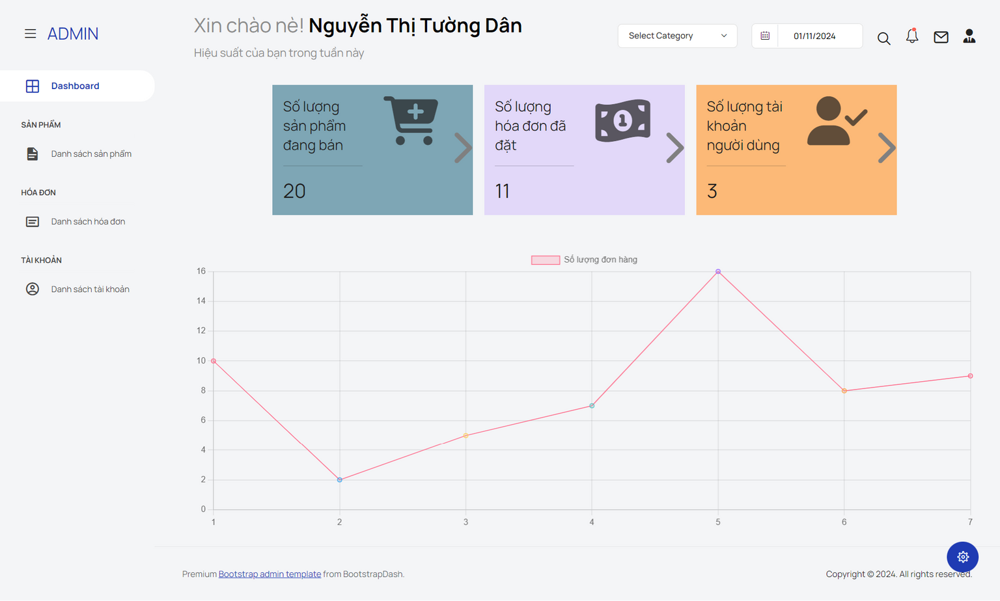 ADMIN
Xin chào nè! Nguyễn Thị Tường Dân
Hiệu suất của bạn trong tuần này
Select Category
01/11/2024
Dashboard
SẢN PHẨM
Danh sách sản phẩm
HÓA ĐƠN
Danh sách hóa đơn
TÀI KHOẢN
Danh sách tài khoản
Số lượng
sản phẩm
đang bán
20
Số lượng
hóa đơn đã
đặt
1
11
Số lượng tài
khoản
người dùng
3
Số lượng đơn hàng
16
14
12
10
8
6
4
2
0
1 2 3 4 5 6 7
Premium Bootstrap admin template from BootstrapDash.
Copyright © 2024. All rights reserved.